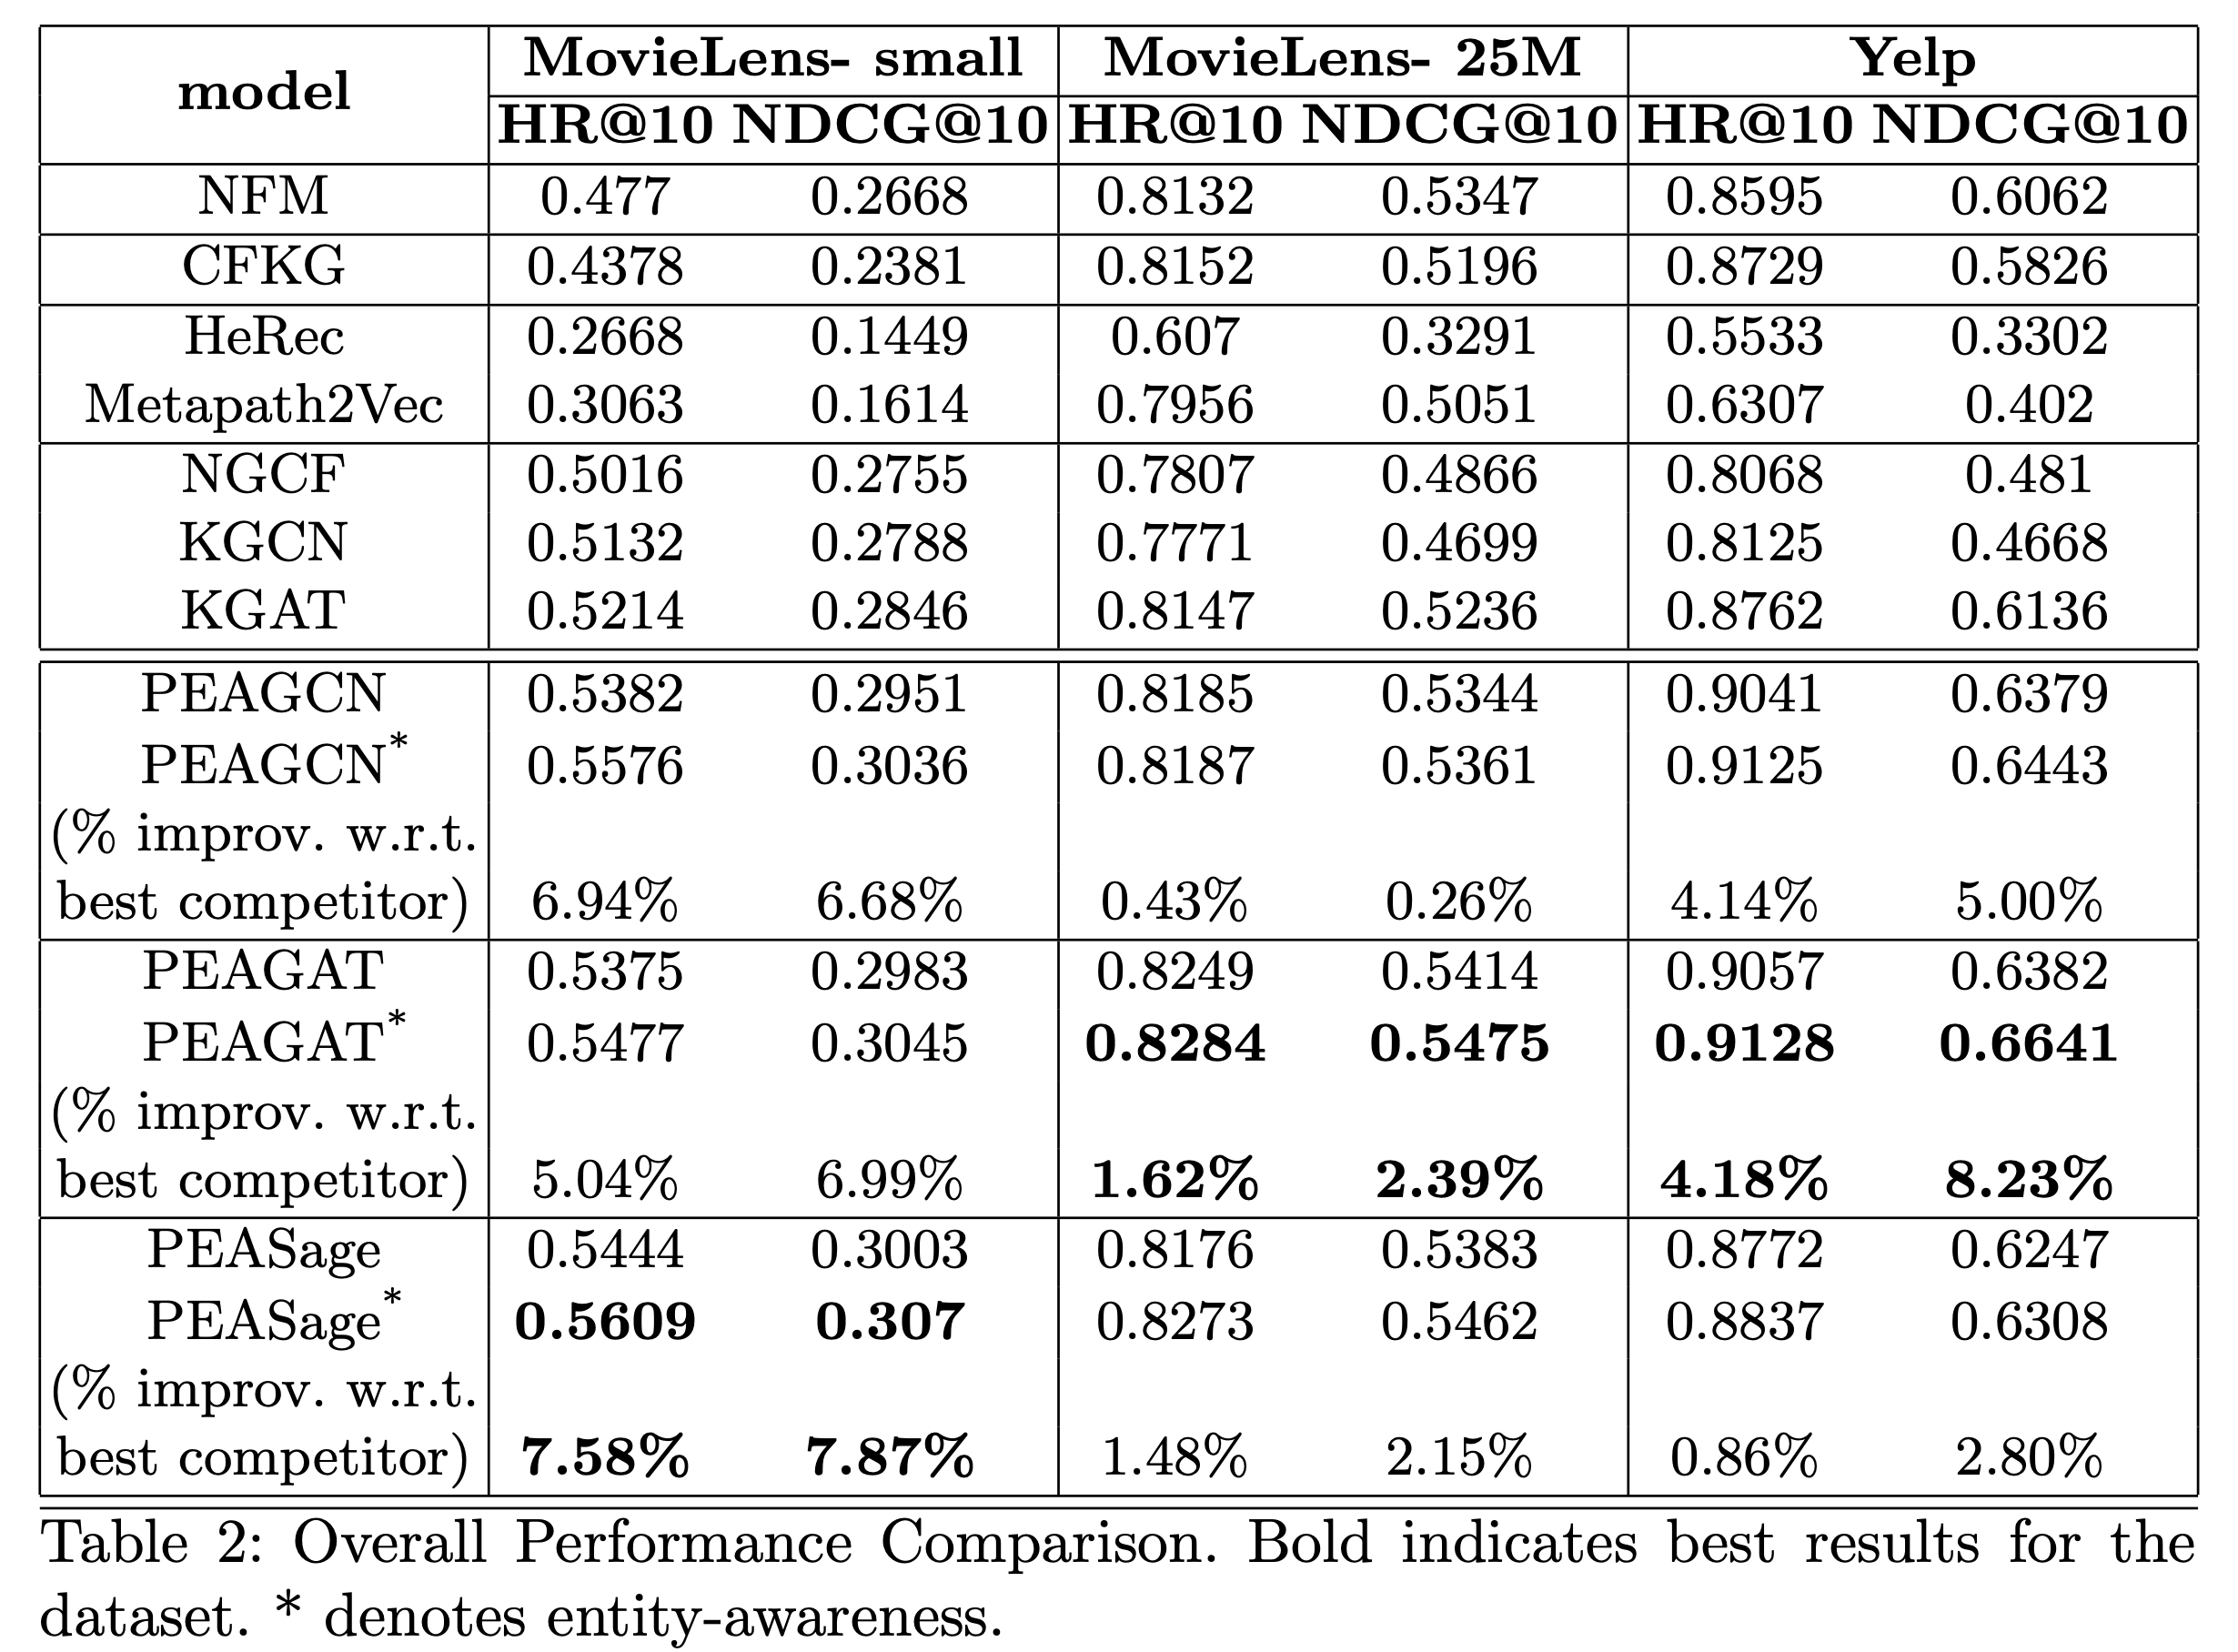 model MovieLens- small MovieLens- 25M Yelp
HR@10 NDCG@10 HR@10 NDCG@10 HR@10 NDCG@10
NFM 0.477 0.2668 0.8132 0.5347 0.8595 0.6062
CFKG 0.4378 0.2381 0.8152 0.5196 0.8729 0.5826
HeRec 0.2668 0.1449 0.607 0.3291 0.5533 0.3302
Metapath2Vec 0.3063 0.1614 0.7956 0.5051 0.6307 0.402
NGCF 0.5016 0.2755 0.7807 0.4866 0.8068 0.481
KGCN 0.5132 0.2788 0.7771 0.4699 0.8125 0.4668
KGAT 0.5214 0.2846 0.8147 0.5236 0.8762 0.6136
PEAGCN 0.5382 0.2951 0.8185 0.5344 0.9041 0.6379
PEAGCN* 0.5576 0.3036 0.8187 0.5361 0.9125 0.6443
(% improv. w.r.t.
best competitor) 6.94% 6.68% 0.43% 0.26% 4.14% 5.00%
PEAGAT 0.5375 0.2983 0.8249 0.5414 0.9057 0.6382
PEAGAT* 0.5477 0.3045 0.8284 0.5475 0.9128 0.6641
(% improv. w.r.t.
best competitor) 5.04% 6.99% 1.62% 2.39% 4.18% 8.23%
PEASage 0.5444 0.3003 0.8176 0.5383 0.8772 0.6247
PEASage* 0.5609 0.307 0.8273 0.5462 0.8837 0.6308
(% improv. w.r.t.
best competitor) 7.58% 7.87% 1.48% 2.15% 0.86% 2.80%
Table 2: Overall Performance Comparison. Bold indicates best results for the
dataset. * denotes entity-awareness.